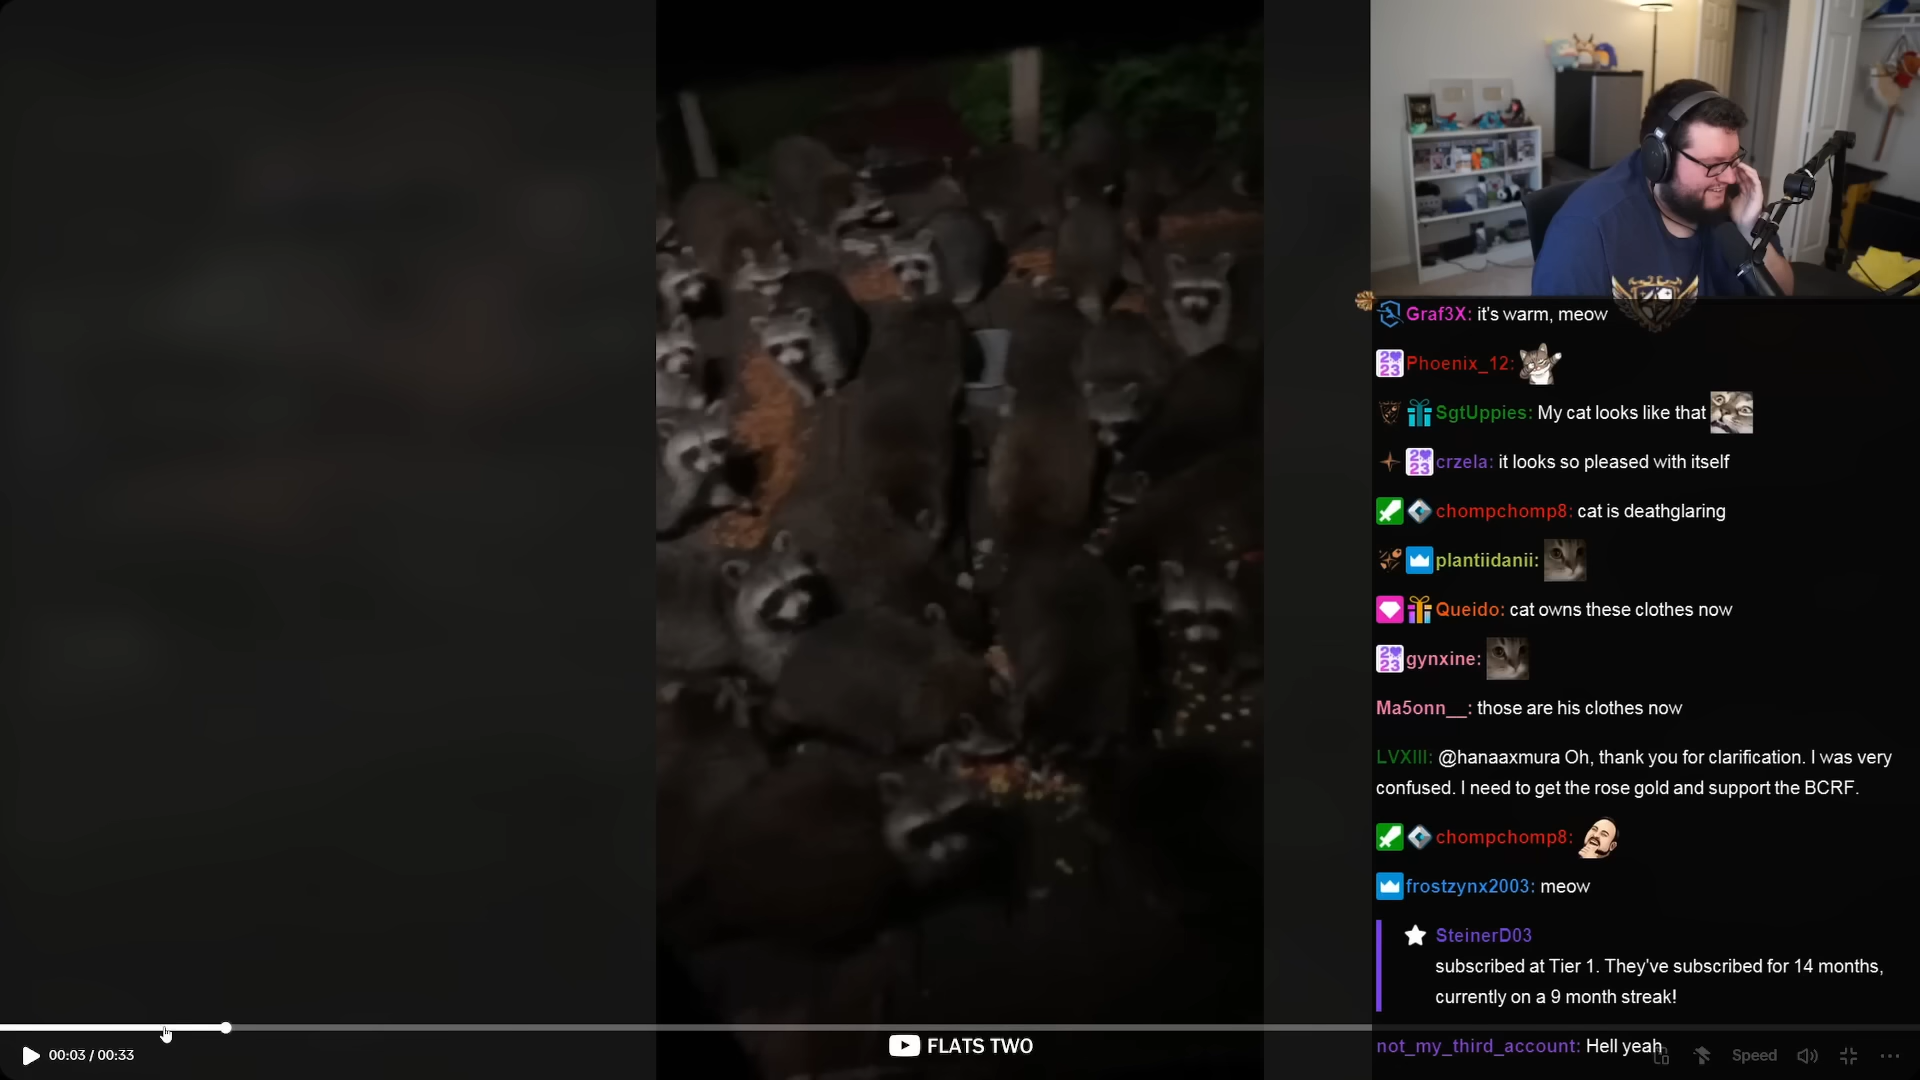 Graf3X: it's warm, meow
2023 Phoenix_12:
SgtUppies: My cat looks like that
2023 crzela: it looks so pleased with itself
chompchomp8: cat is deathglaring
plantiidanii:
Queido: cat owns these clothes now
2023 gynxine:
Ma5onn__: those are his clothes now
LVXIII: @hanaaxmura Oh, thank you for clarification. I was very
confused. I need to get the rose gold and support the BCRF.
chompchomp8:
frostzynx2003: meow
SteinerD03
subscribed at Tier 1. They've subscribed for 14 months,
currently on a 9 month streak!
not_my_third_account: Hell yeah
00:03 / 00:33
FLATS TWO
Speed